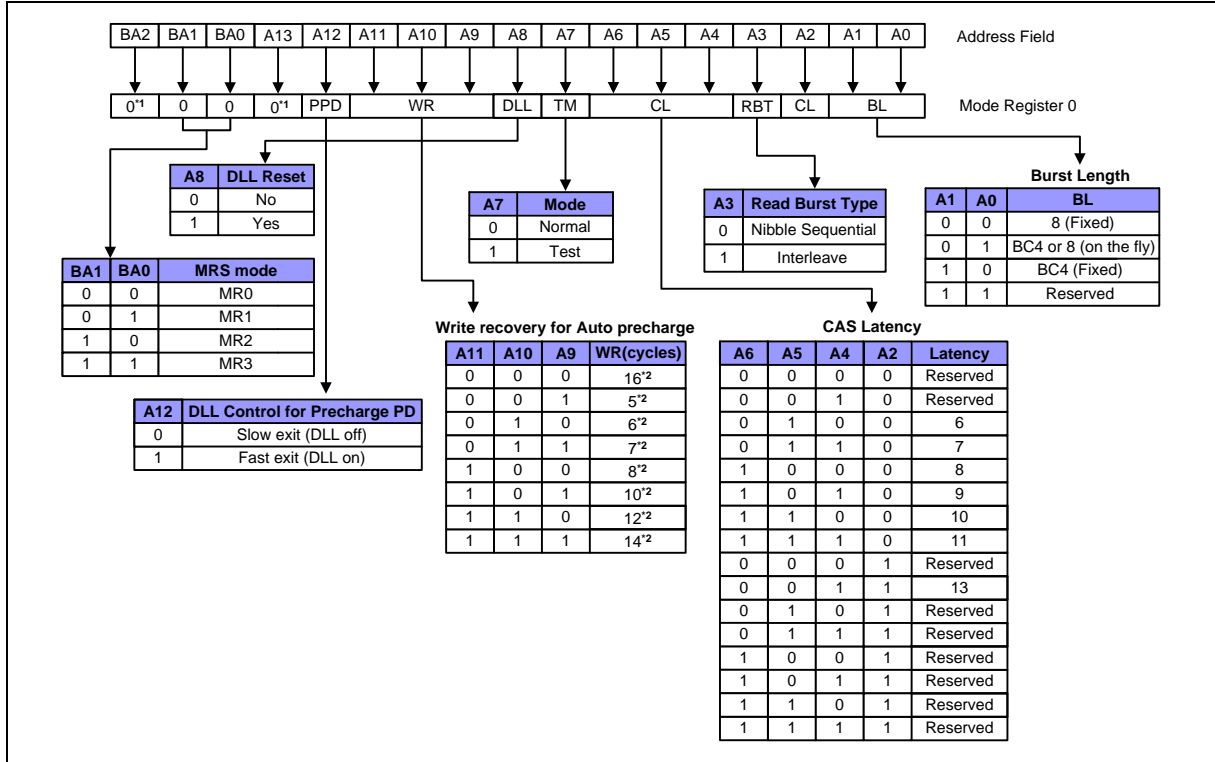 BA2 BA1 BA0 A13 A12 A11 A10 A9 A8 A7 A6 A5 A4 A3 A2 A1 A0 Address Field
0*1 0 0 0*1 PPD WR DLL TM CL RBT CL BL Mode Register 0
A8 DLL Reset
0 No
1 Yes
A7 Mode
0 Normal
1 Test
A3 Read Burst Type
0 Nibble Sequential
1 Interleave
Burst Length
A1 A0 BL
0 0 8 (Fixed)
0 1 BC4 or 8 (on the fly)
1 0 BC4 (Fixed)
1 1 Reserved
BA1 BA0 MRS mode
0 0 MR0
0 1 MR1
1 0 MR2
1 1 MR3
A12 DLL Control for Precharge PD
0 Slow exit (DLL off)
1 Fast exit (DLL on)
Write recovery for Auto precharge
A11 A10 A9 WR(cycles)
0 0 0 16*2
0 0 1 5*2
0 1 0 6*2
0 1 1 7*2
1 0 0 8*2
1 0 1 10*2
1 1 0 12*2
1 1 1 14*2
CAS Latency
A6 A5 A4 A2 Latency
0 0 0 0 Reserved
0 0 1 0 Reserved
0 1 0 0 6
0 1 1 0 7
1 0 0 0 8
1 0 1 0 9
1 1 0 0 10
1 1 1 0 11
0 0 0 1 Reserved
0 0 1 1 13
0 1 0 1 Reserved
0 1 1 1 Reserved
1 0 0 1 Reserved
1 0 1 1 Reserved
1 1 0 1 Reserved
1 1 1 1 Reserved